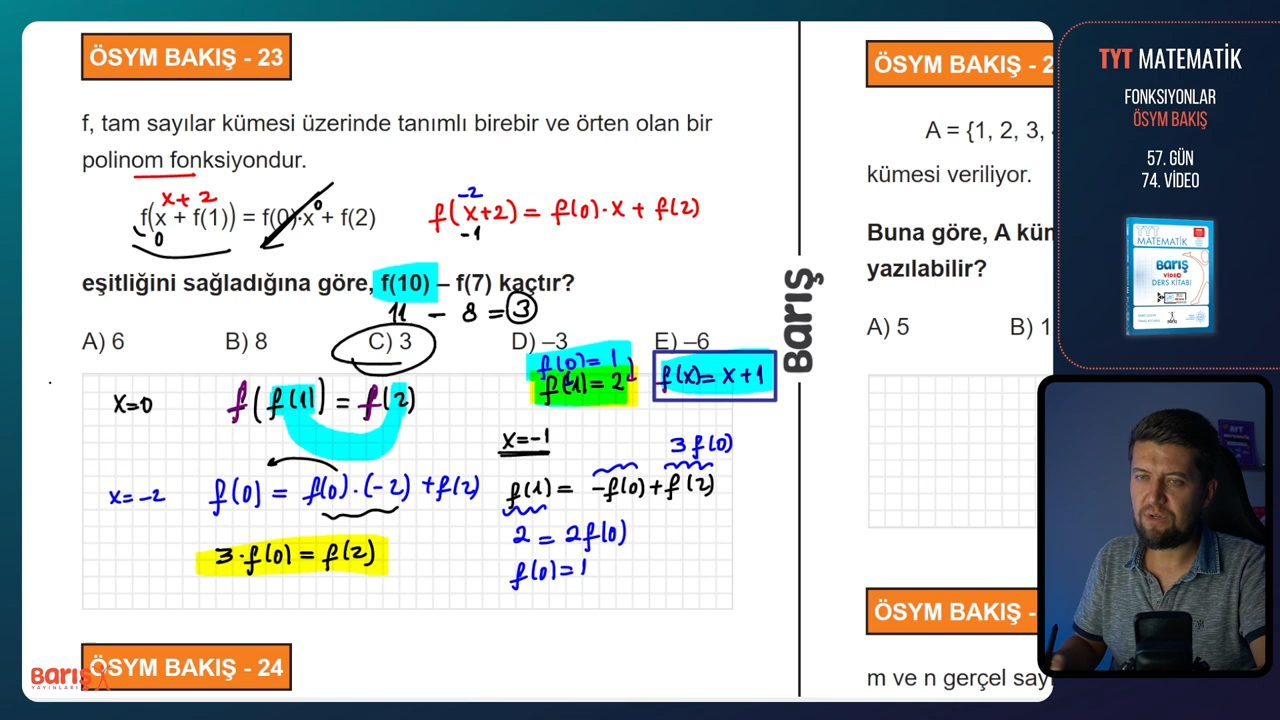 ÖSYM BAKIŞ - 23
f, tam sayılar kümesi üzerinde tanımlı birebir ve örten olan bir
polinom fonksiyondur.
x+2
f(x + f(1)) = f(0)·x + f(2)
0
0
-2
f(x+2) = f(0)·x + f(2)
-1
eşitliğini sağladığına göre, f(10) – f(7) kaçtır?
11 - 8 = 3
A) 6 B) 8 C) 3 D) –3 E) –6
f(0)=1
f(1)=2
f(x)=x+1
x=0 f(f(1)) = f(2)
x=-2 f(0) = f(0)·(-2)+f(2)
3·f(0)=f(2)
x=-1
3f(0)
f(1) = -f(0)+f(2)
2 = 2f(0)
f(0)=1
ÖSYM BAKIŞ - 24
BARIŞ
YAYINLARI
Barış
ÖSYM BAKIŞ - 2
A = {1, 2, 3,
kümesi veriliyor.
Buna göre, A kün
yazılabilir?
A) 5 B) 1
ÖSYM BAKIŞ -
m ve n gerçel sayı
TYT MATEMATİK
FONKSIYONLAR
ÖSYM BAKIŞ
57. GÜN
74. VİDEO
TYT
MATEMATİK
BARIŞ
VİDEO
DERS KİTABI